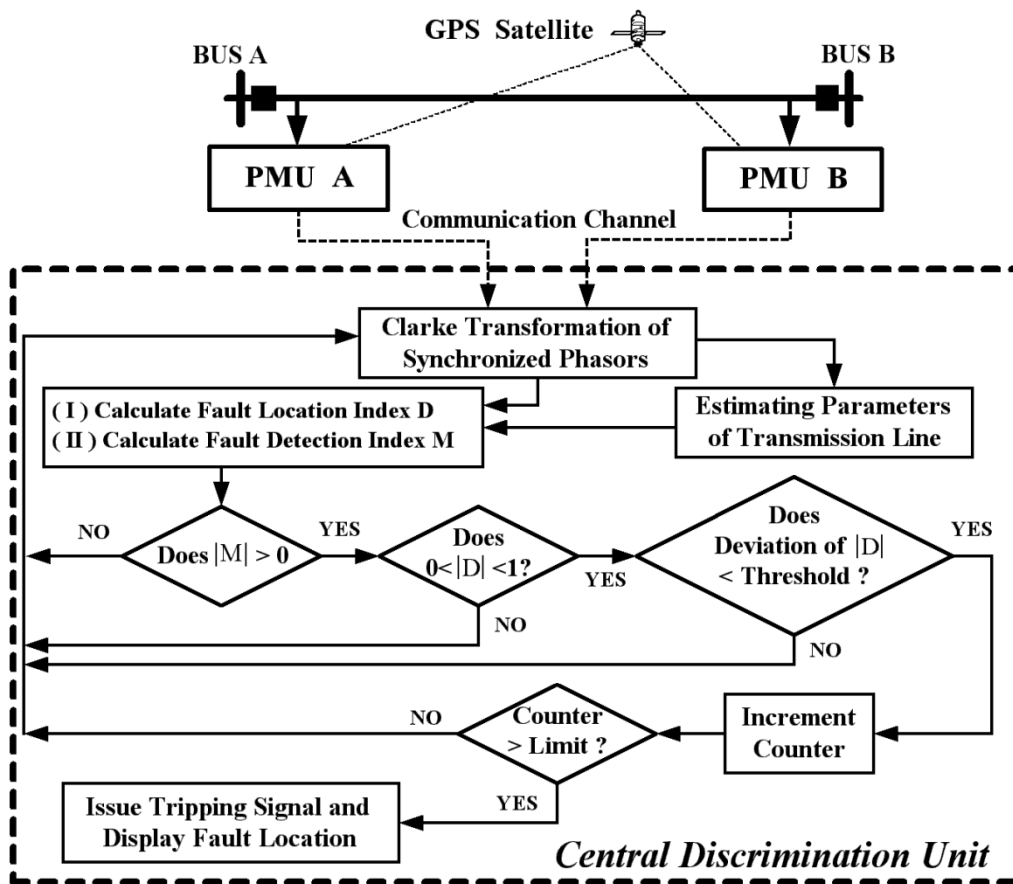 GPS Satellite
BUS A
BUS B
PMU A
PMU B
Communication Channel
Clarke Transformation of
Synchronized Phasors
( I ) Calculate Fault Location Index D
( II ) Calculate Fault Detection Index M
Estimating Parameters
of Transmission Line
NO
Does |M| > 0
YES
Does
0< |D| <1?
YES
NO
Does
Deviation of |D|
< Threshold ?
YES
NO
NO
Counter
> Limit ?
Increment
Counter
YES
Issue Tripping Signal and
Display Fault Location
Central Discrimination Unit